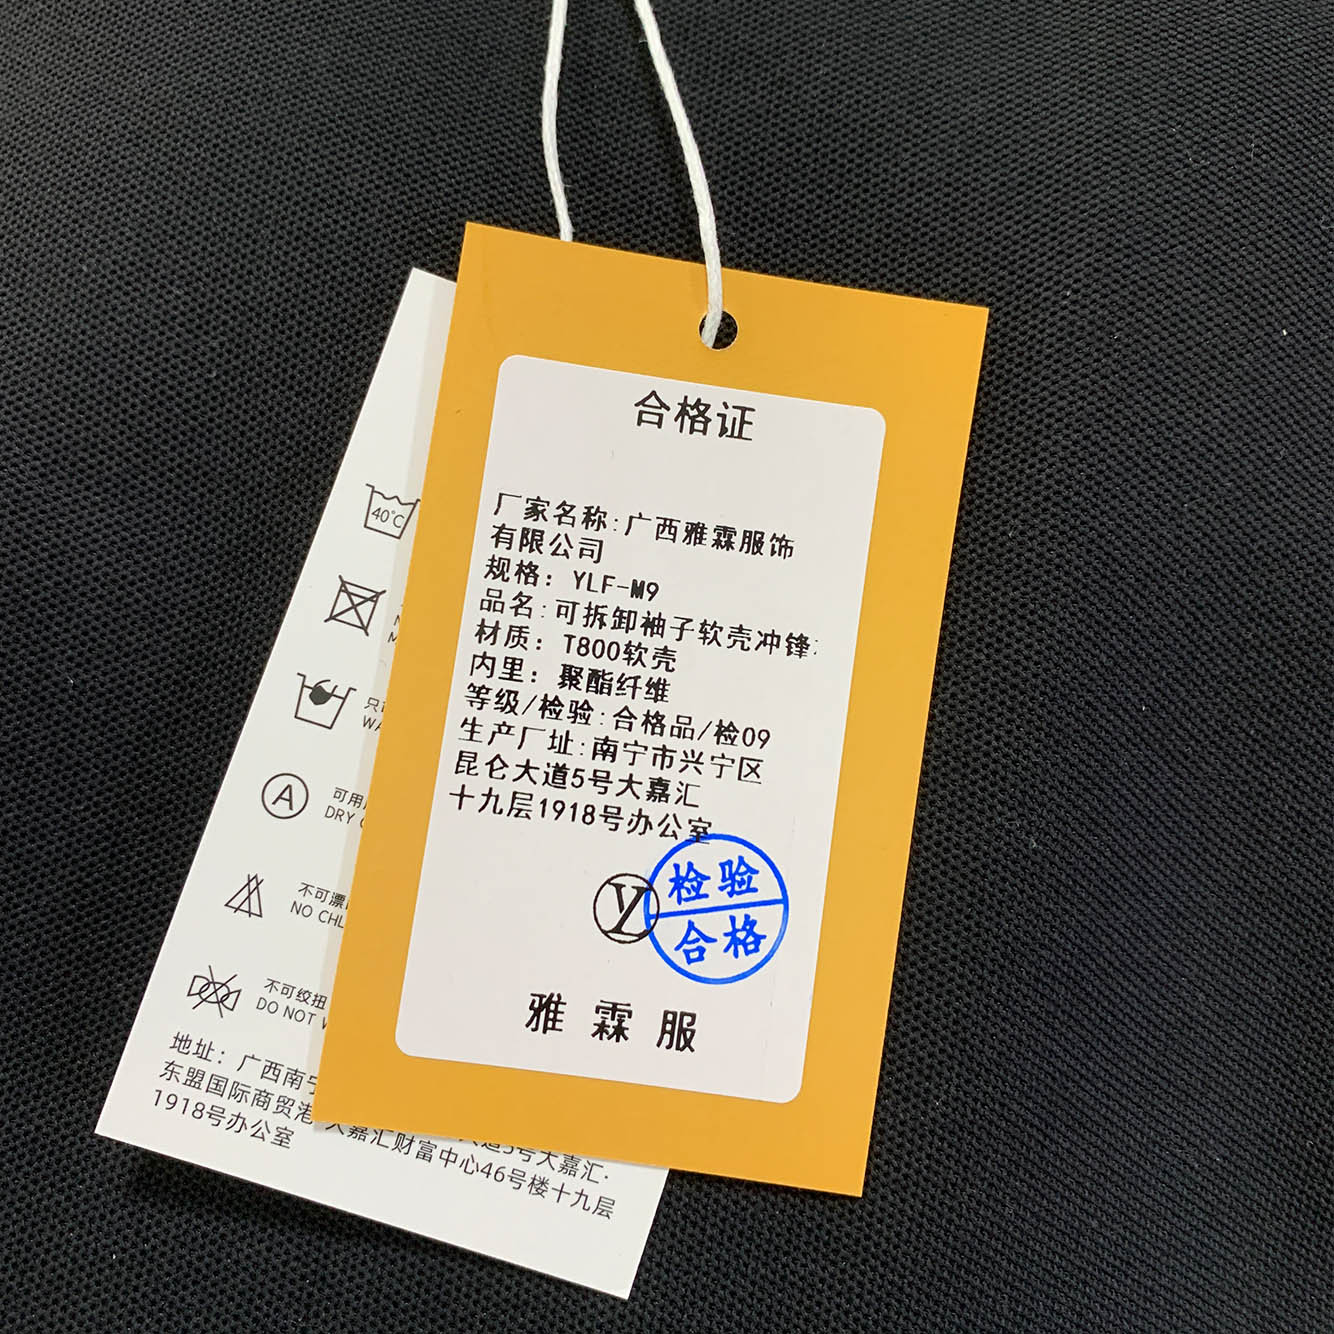 合格证
厂家名称:广西雅霖服饰
有限公司
规格: YLF-M9
品名:可拆卸袖子软壳冲锋
材质: T800软壳
内里: 聚酯纤维
等级/检验:合格品/检09
生产厂址:南宁市兴宁区
昆仑大道5号大嘉汇
十九层1918号办公室
Y
检验
合格
雅霖服
40°C
可用
DRY
不可漂
NO CHL
不可绞扭
DO NOT
地址: 广西南宁
东盟国际商贸港 大道5号大嘉汇·
1918号办公室 大嘉汇财富中心46号楼十九层